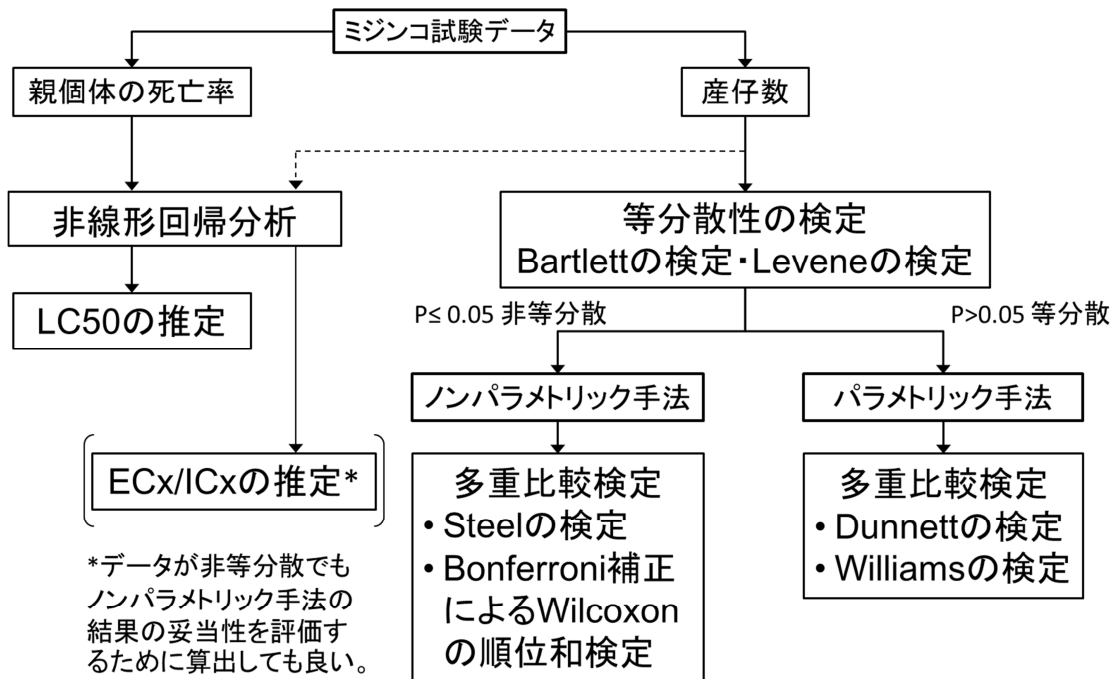 ミジンコ試験データ
親個体の死亡率
産仔数
非線形回帰分析
等分散性の検定
Bartlettの検定・Leveneの検定
LC50の推定
P≤ 0.05 非等分散
P>0.05 等分散
ノンパラメトリック手法
パラメトリック手法
ECx/ICxの推定*
多重比較検定
• Steelの検定
• Bonferroni補正
によるWilcoxon
の順位和検定
多重比較検定
• Dunnettの検定
• Williamsの検定
*データが非等分散でも
ノンパラメトリック手法の
結果の妥当性を評価す
るために算出しても良い。